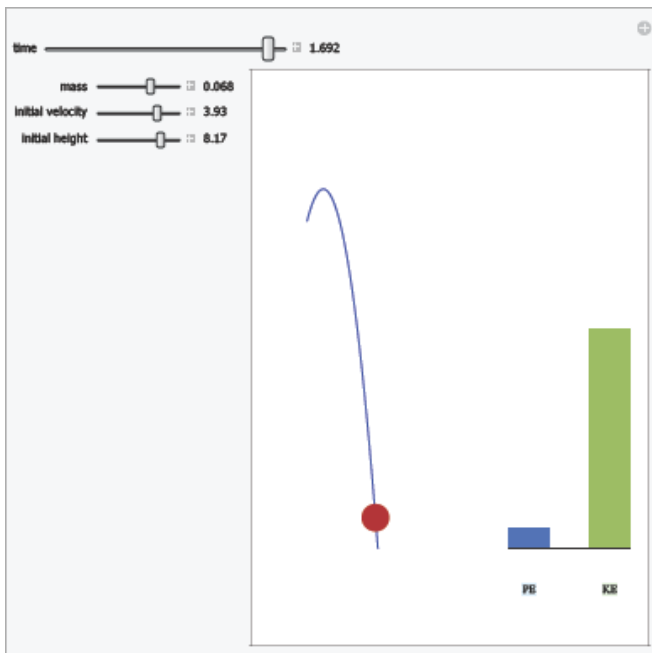 time 1.692
mass 0.068
initial velocity 3.93
initial height 8.17
PE KE